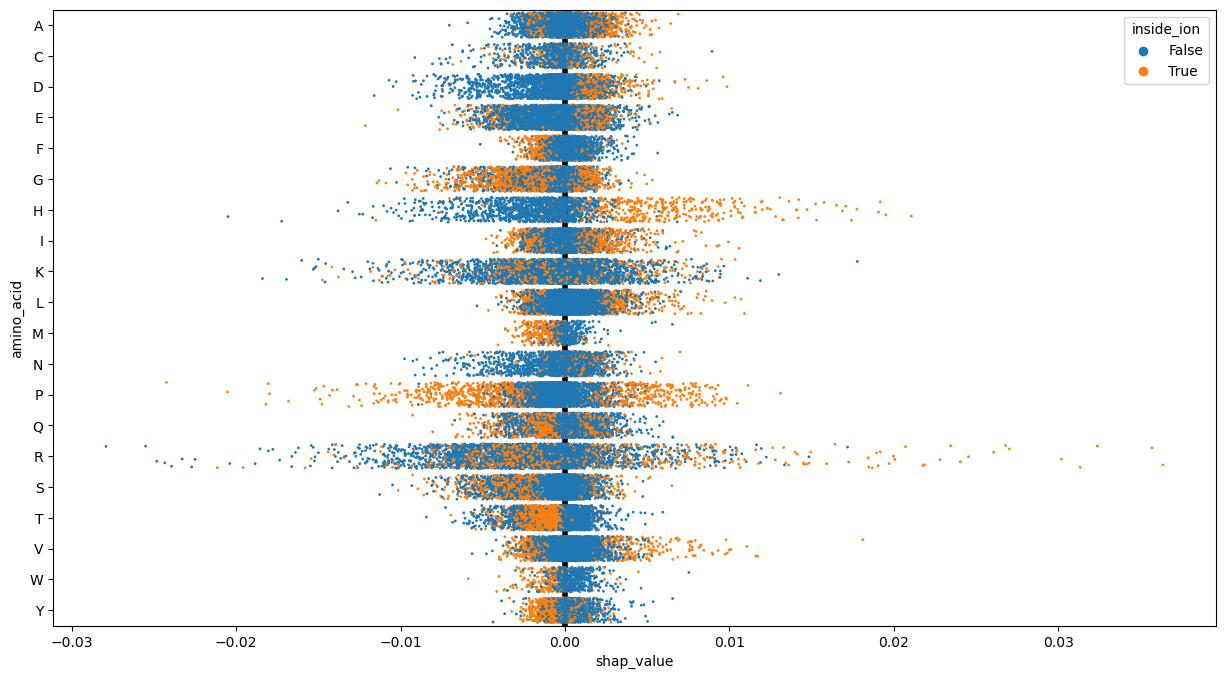 inside_ion
False
True
amino_acid
A
C
D
E
F
G
H
I
K
L
M
N
P
Q
R
S
T
V
W
Y
−0.03 −0.02 −0.01 0.00 0.01 0.02 0.03
shap_value